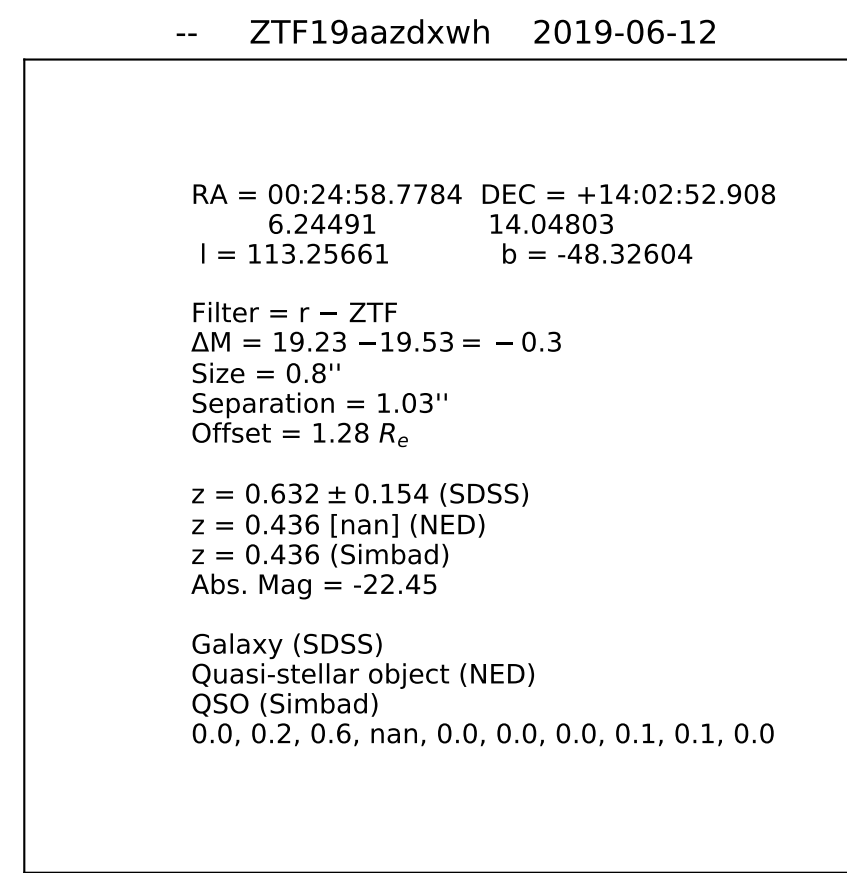 -- ZTF19aazdxwh 2019-06-12
RA = 00:24:58.7784 DEC = +14:02:52.908
6.24491 14.04803
l = 113.25661 b = -48.32604
Filter = r − ZTF
ΔM = 19.23 −19.53 = − 0.3
Size = 0.8''
Separation = 1.03''
Offset = 1.28 Rₑ
z = 0.632 ± 0.154 (SDSS)
z = 0.436 [nan] (NED)
z = 0.436 (Simbad)
Abs. Mag = -22.45
Galaxy (SDSS)
Quasi-stellar object (NED)
QSO (Simbad)
0.0, 0.2, 0.6, nan, 0.0, 0.0, 0.0, 0.1, 0.1, 0.0